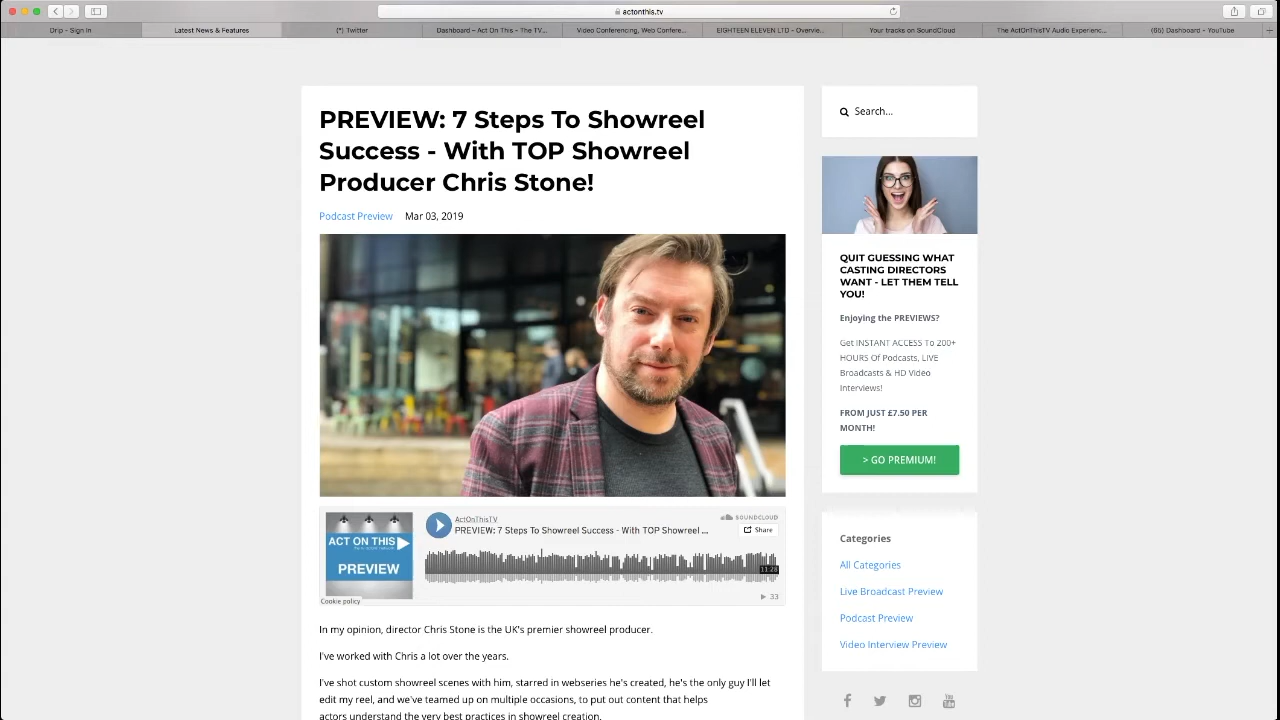 actonthis.tv
Drip - Sign In
Latest News & Features
(*) Twitter
Dashboard – Act On This - The TV...
Video Conferencing, Web Confere...
EIGHTEEN ELEVEN LTD - Overvie...
Your tracks on SoundCloud
The ActOnThisTV Audio Experienc...
(65) Dashboard - YouTube
PREVIEW: 7 Steps To Showreel
Success - With TOP Showreel
Producer Chris Stone!
Podcast Preview Mar 03, 2019
ActOnThisTV
PREVIEW: 7 Steps To Showreel Success - With TOP Showreel ...
SOUNDCLOUD
Share
ACT ON THIS
PREVIEW
11:28
33
Cookie policy
In my opinion, director Chris Stone is the UK's premier showreel producer.
I've worked with Chris a lot over the years.
I've shot custom showreel scenes with him, starred in webseries he's created, he's the only guy I'll let
edit my reel, and we've teamed up on multiple occasions, to put out content that helps
actors understand the very best practices in showreel creation.
Search...
QUIT GUESSING WHAT
CASTING DIRECTORS
WANT - LET THEM TELL
YOU!
Enjoying the PREVIEWS?
Get INSTANT ACCESS To 200+
HOURS Of Podcasts, LIVE
Broadcasts & HD Video
Interviews!
FROM JUST £7.50 PER
MONTH!
> GO PREMIUM!
Categories
All Categories
Live Broadcast Preview
Podcast Preview
Video Interview Preview
You
Tube